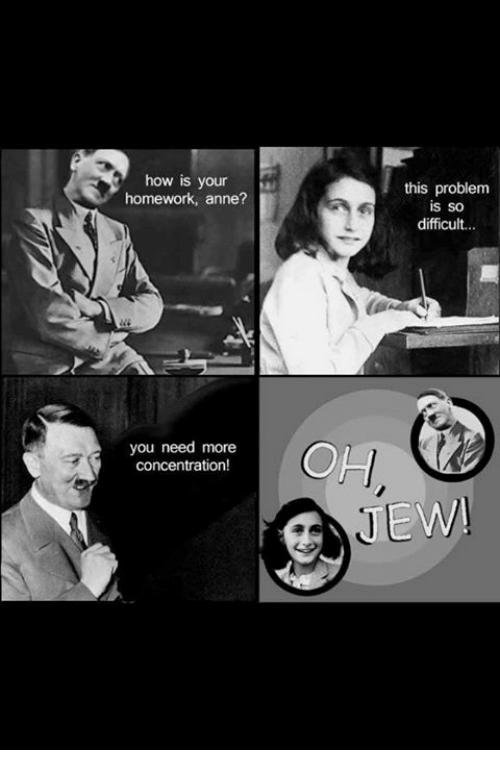 how is your
homework, anne?
this problem
is so
difficult...
you need more
concentration!
OH,
JEW!